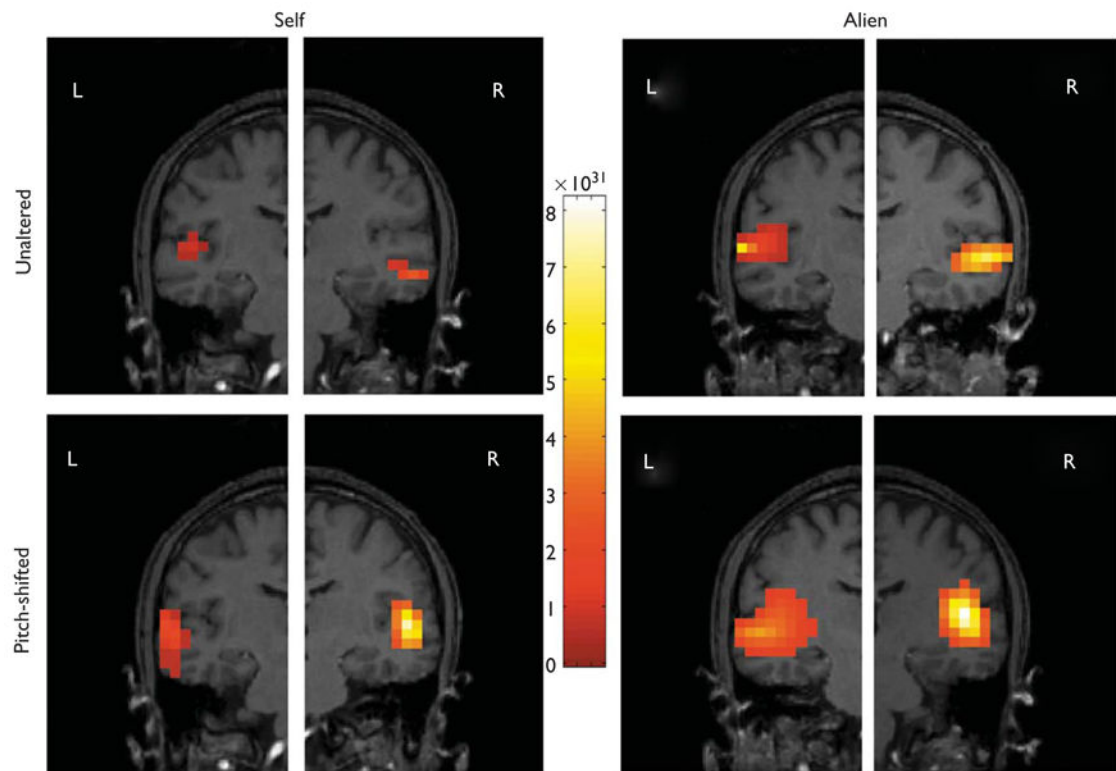 Self
Alien
Unaltered
L
R
L
R
×10³¹
8
7
6
5
4
3
2
1
0
Pitch-shifted
L
R
L
R